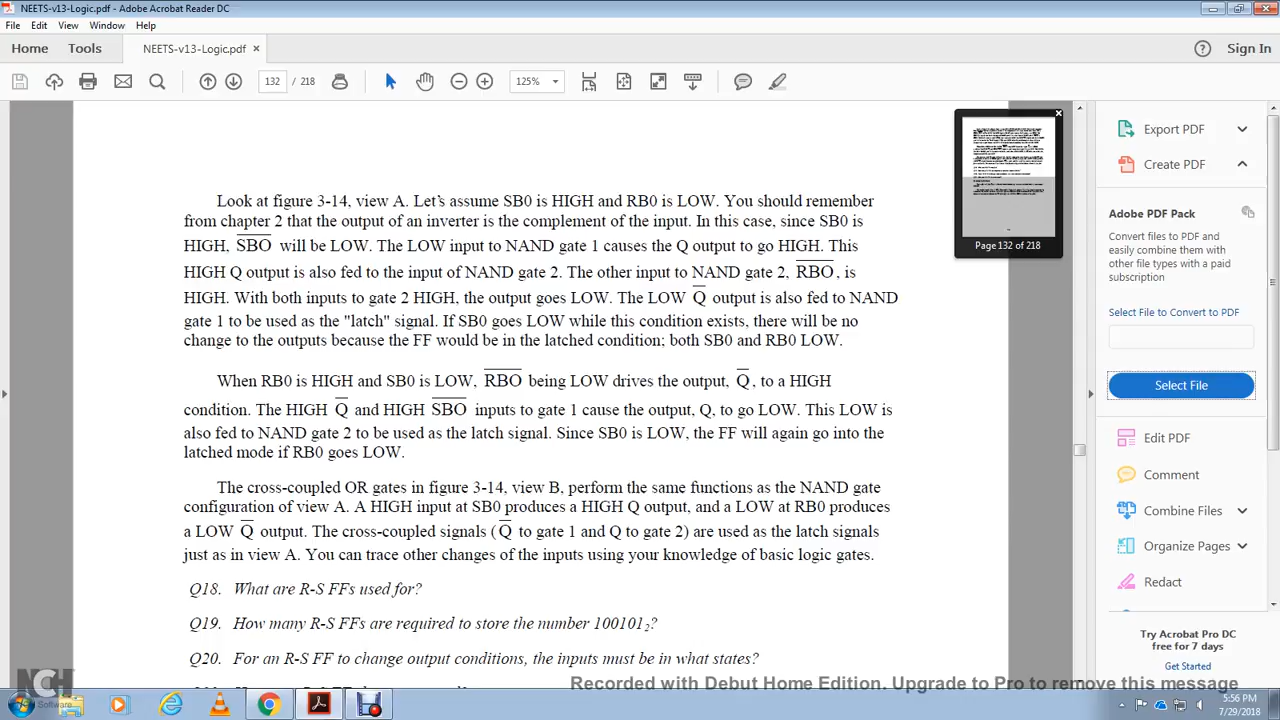 NEETS-v13-Logic.pdf - Adobe Acrobat Reader DC
File Edit View Window Help
Home Tools NEETS-v13-Logic.pdf × Sign In
132 / 218 125%
Look at figure 3-14, view A. Let's assume SB0 is HIGH and RB0 is LOW. You should remember
from chapter 2 that the output of an inverter is the complement of the input. In this case, since SB0 is
HIGH, S̅B̅O̅ will be LOW. The LOW input to NAND gate 1 causes the Q output to go HIGH. This
HIGH Q output is also fed to the input of NAND gate 2. The other input to NAND gate 2, R̅B̅O̅, is
HIGH. With both inputs to gate 2 HIGH, the output goes LOW. The LOW Q̅ output is also fed to NAND
gate 1 to be used as the "latch" signal. If SB0 goes LOW while this condition exists, there will be no
change to the outputs because the FF would be in the latched condition; both SB0 and RB0 LOW.
When RB0 is HIGH and SB0 is LOW, R̅B̅O̅ being LOW drives the output, Q̅, to a HIGH
condition. The HIGH Q̅ and HIGH S̅B̅O̅ inputs to gate 1 cause the output, Q, to go LOW. This LOW is
also fed to NAND gate 2 to be used as the latch signal. Since SB0 is LOW, the FF will again go into the
latched mode if RB0 goes LOW.
The cross-coupled OR gates in figure 3-14, view B, perform the same functions as the NAND gate
configuration of view A. A HIGH input at SB0 produces a HIGH Q output, and a LOW at RB0 produces
a LOW Q̅ output. The cross-coupled signals (Q̅ to gate 1 and Q to gate 2) are used as the latch signals
just as in view A. You can trace other changes of the inputs using your knowledge of basic logic gates.
Q18. What are R-S FFs used for?
Q19. How many R-S FFs are required to store the number 100101₂?
Q20. For an R-S FF to change output conditions, the inputs must be in what states?
Page 132 of 218
Export PDF
Create PDF
Adobe PDF Pack
Convert files to PDF and
easily combine them with
other file types with a paid
subscription
Select File to Convert to PDF
Select File
Edit PDF
Comment
Combine Files
Organize Pages
Redact
Try Acrobat Pro DC
free for 7 days
Get Started
NCH
Software
Recorded with Debut Home Edition. Upgrade to Pro to remove this message
5:56 PM
7/29/2018